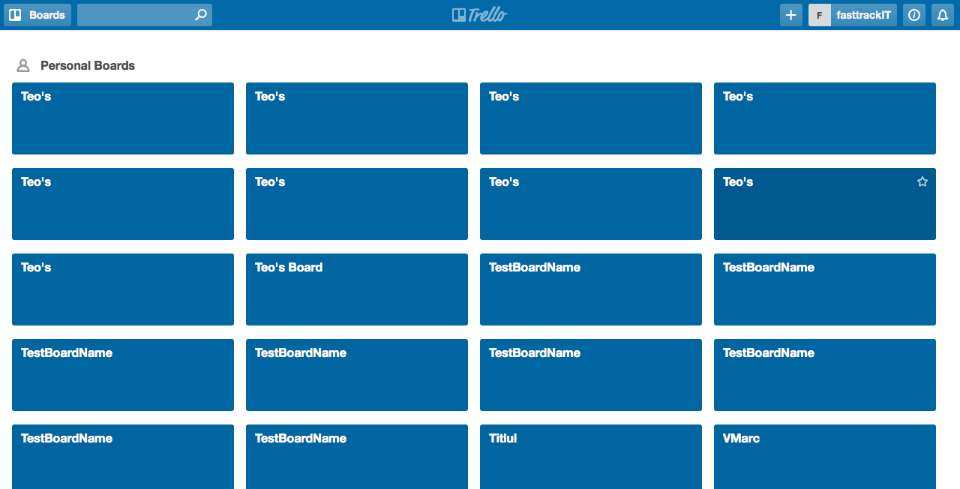 Boards Trello F fasttrackIT
Personal Boards
Teo's Teo's Teo's Teo's
Teo's Teo's Teo's Teo's
Teo's Teo's Board TestBoardName TestBoardName
TestBoardName TestBoardName TestBoardName TestBoardName
TestBoardName TestBoardName Titlul VMarc